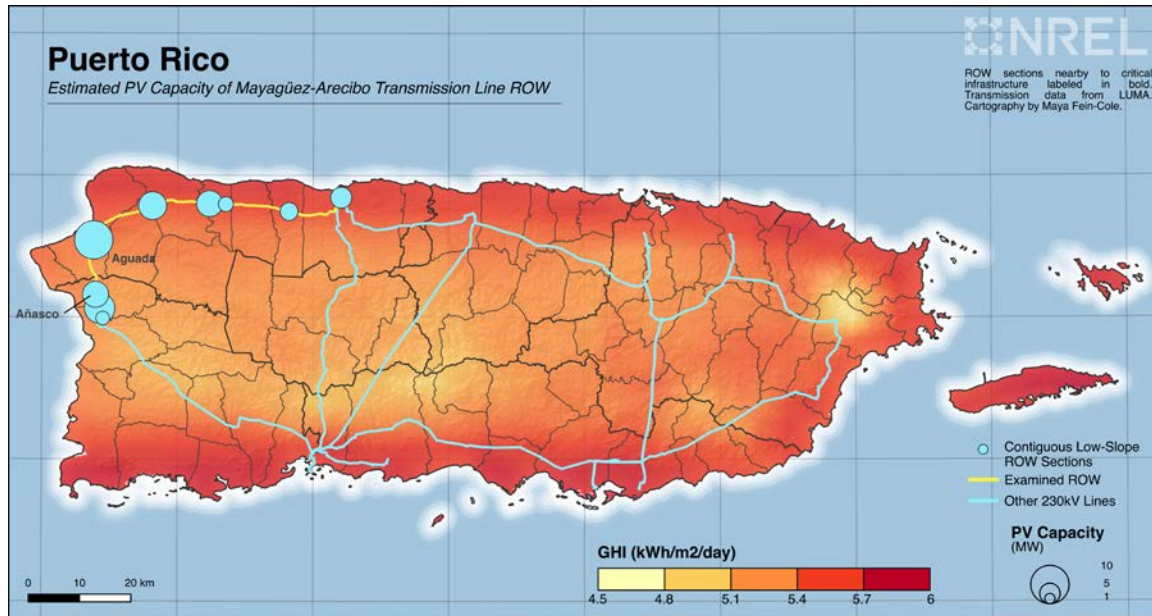 Puerto Rico
Estimated PV Capacity of Mayagüez-Arecibo Transmission Line ROW
NREL
ROW sections nearby to critical
infrastructure labeled in bold.
Transmission data from LUMA.
Cartography by Maya Fein-Cole.
Aguada
Añasco
Contiguous Low-Slope
ROW Sections
Examined ROW
Other 230kV Lines
PV Capacity
(MW)
10
5
1
GHI (kWh/m2/day)
4.5 4.8 5.1 5.4 5.7 6
0 10 20 km